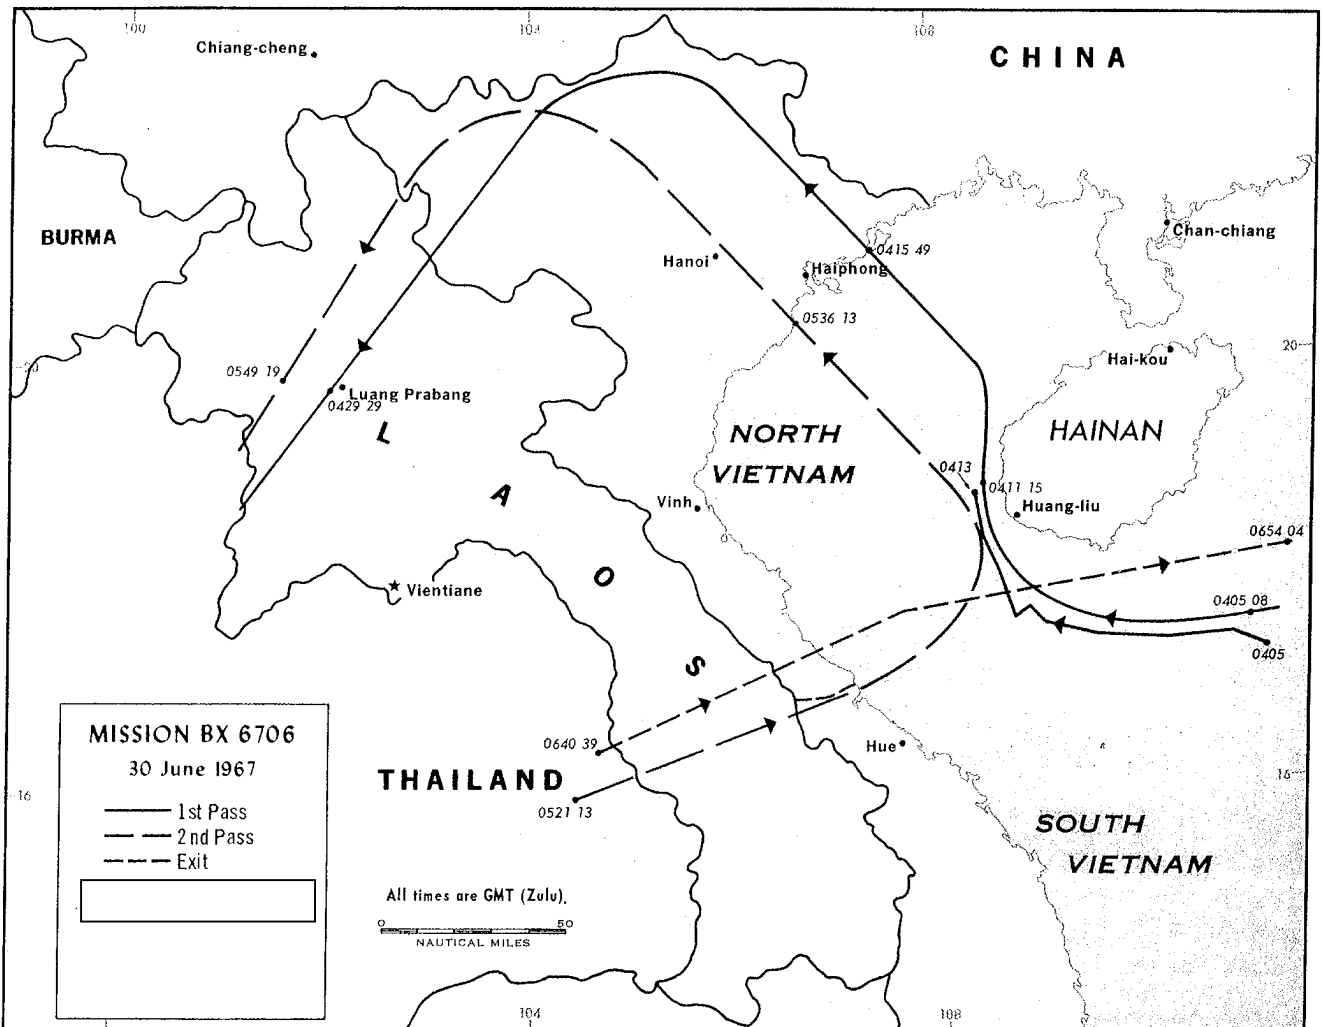 100
104
108
Chiang-cheng
CHINA
BURMA
Chan-chiang
Hanoi
Haiphong
0415 49
0536 13
20
20
Hai-kou
0549 19
Luang Prabang
0429 29
L
A
O
S
NORTH
VIETNAM
HAINAN
0413
0411 15
Huang-liu
Vinh
0654 04
Vientiane
0405 08
0405
0640 39
Hue
THAILAND
0521 13
16
16
SOUTH
VIETNAM
MISSION BX 6706
30 June 1967
1st Pass
2nd Pass
Exit
All times are GMT (Zulu).
0 50
NAUTICAL MILES
104
108